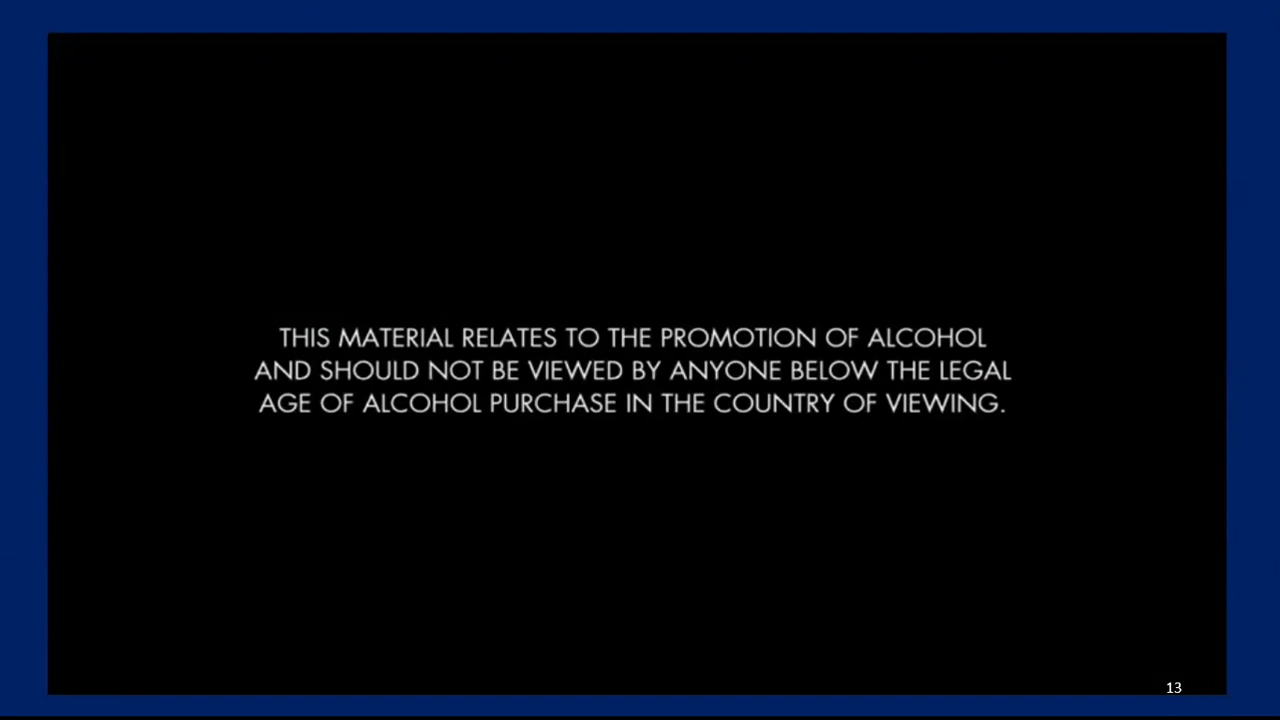 THIS MATERIAL RELATES TO THE PROMOTION OF ALCOHOL
AND SHOULD NOT BE VIEWED BY ANYONE BELOW THE LEGAL
AGE OF ALCOHOL PURCHASE IN THE COUNTRY OF VIEWING.
13